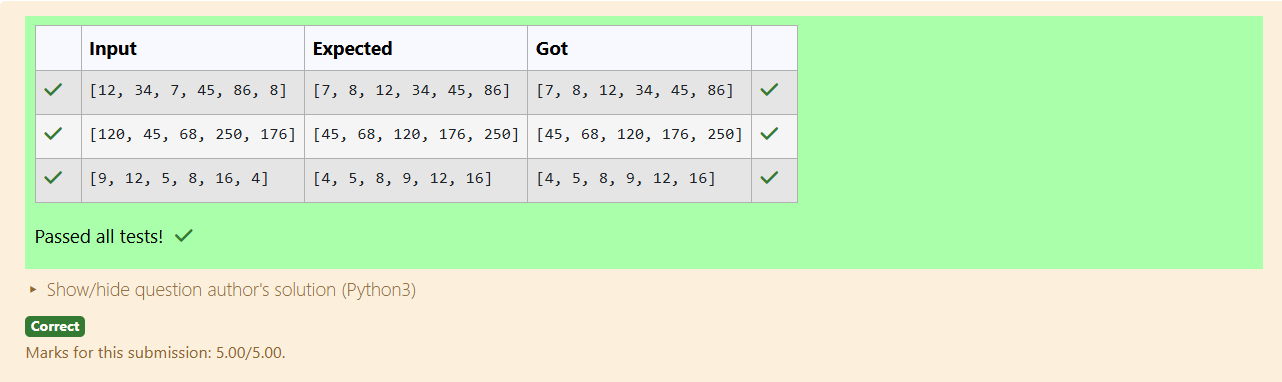 Input Expected Got
[12, 34, 7, 45, 86, 8] [7, 8, 12, 34, 45, 86] [7, 8, 12, 34, 45, 86]
[120, 45, 68, 250, 176] [45, 68, 120, 176, 250] [45, 68, 120, 176, 250]
[9, 12, 5, 8, 16, 4] [4, 5, 8, 9, 12, 16] [4, 5, 8, 9, 12, 16]
Passed all tests!
Show/hide question author's solution (Python3)
Correct
Marks for this submission: 5.00/5.00.